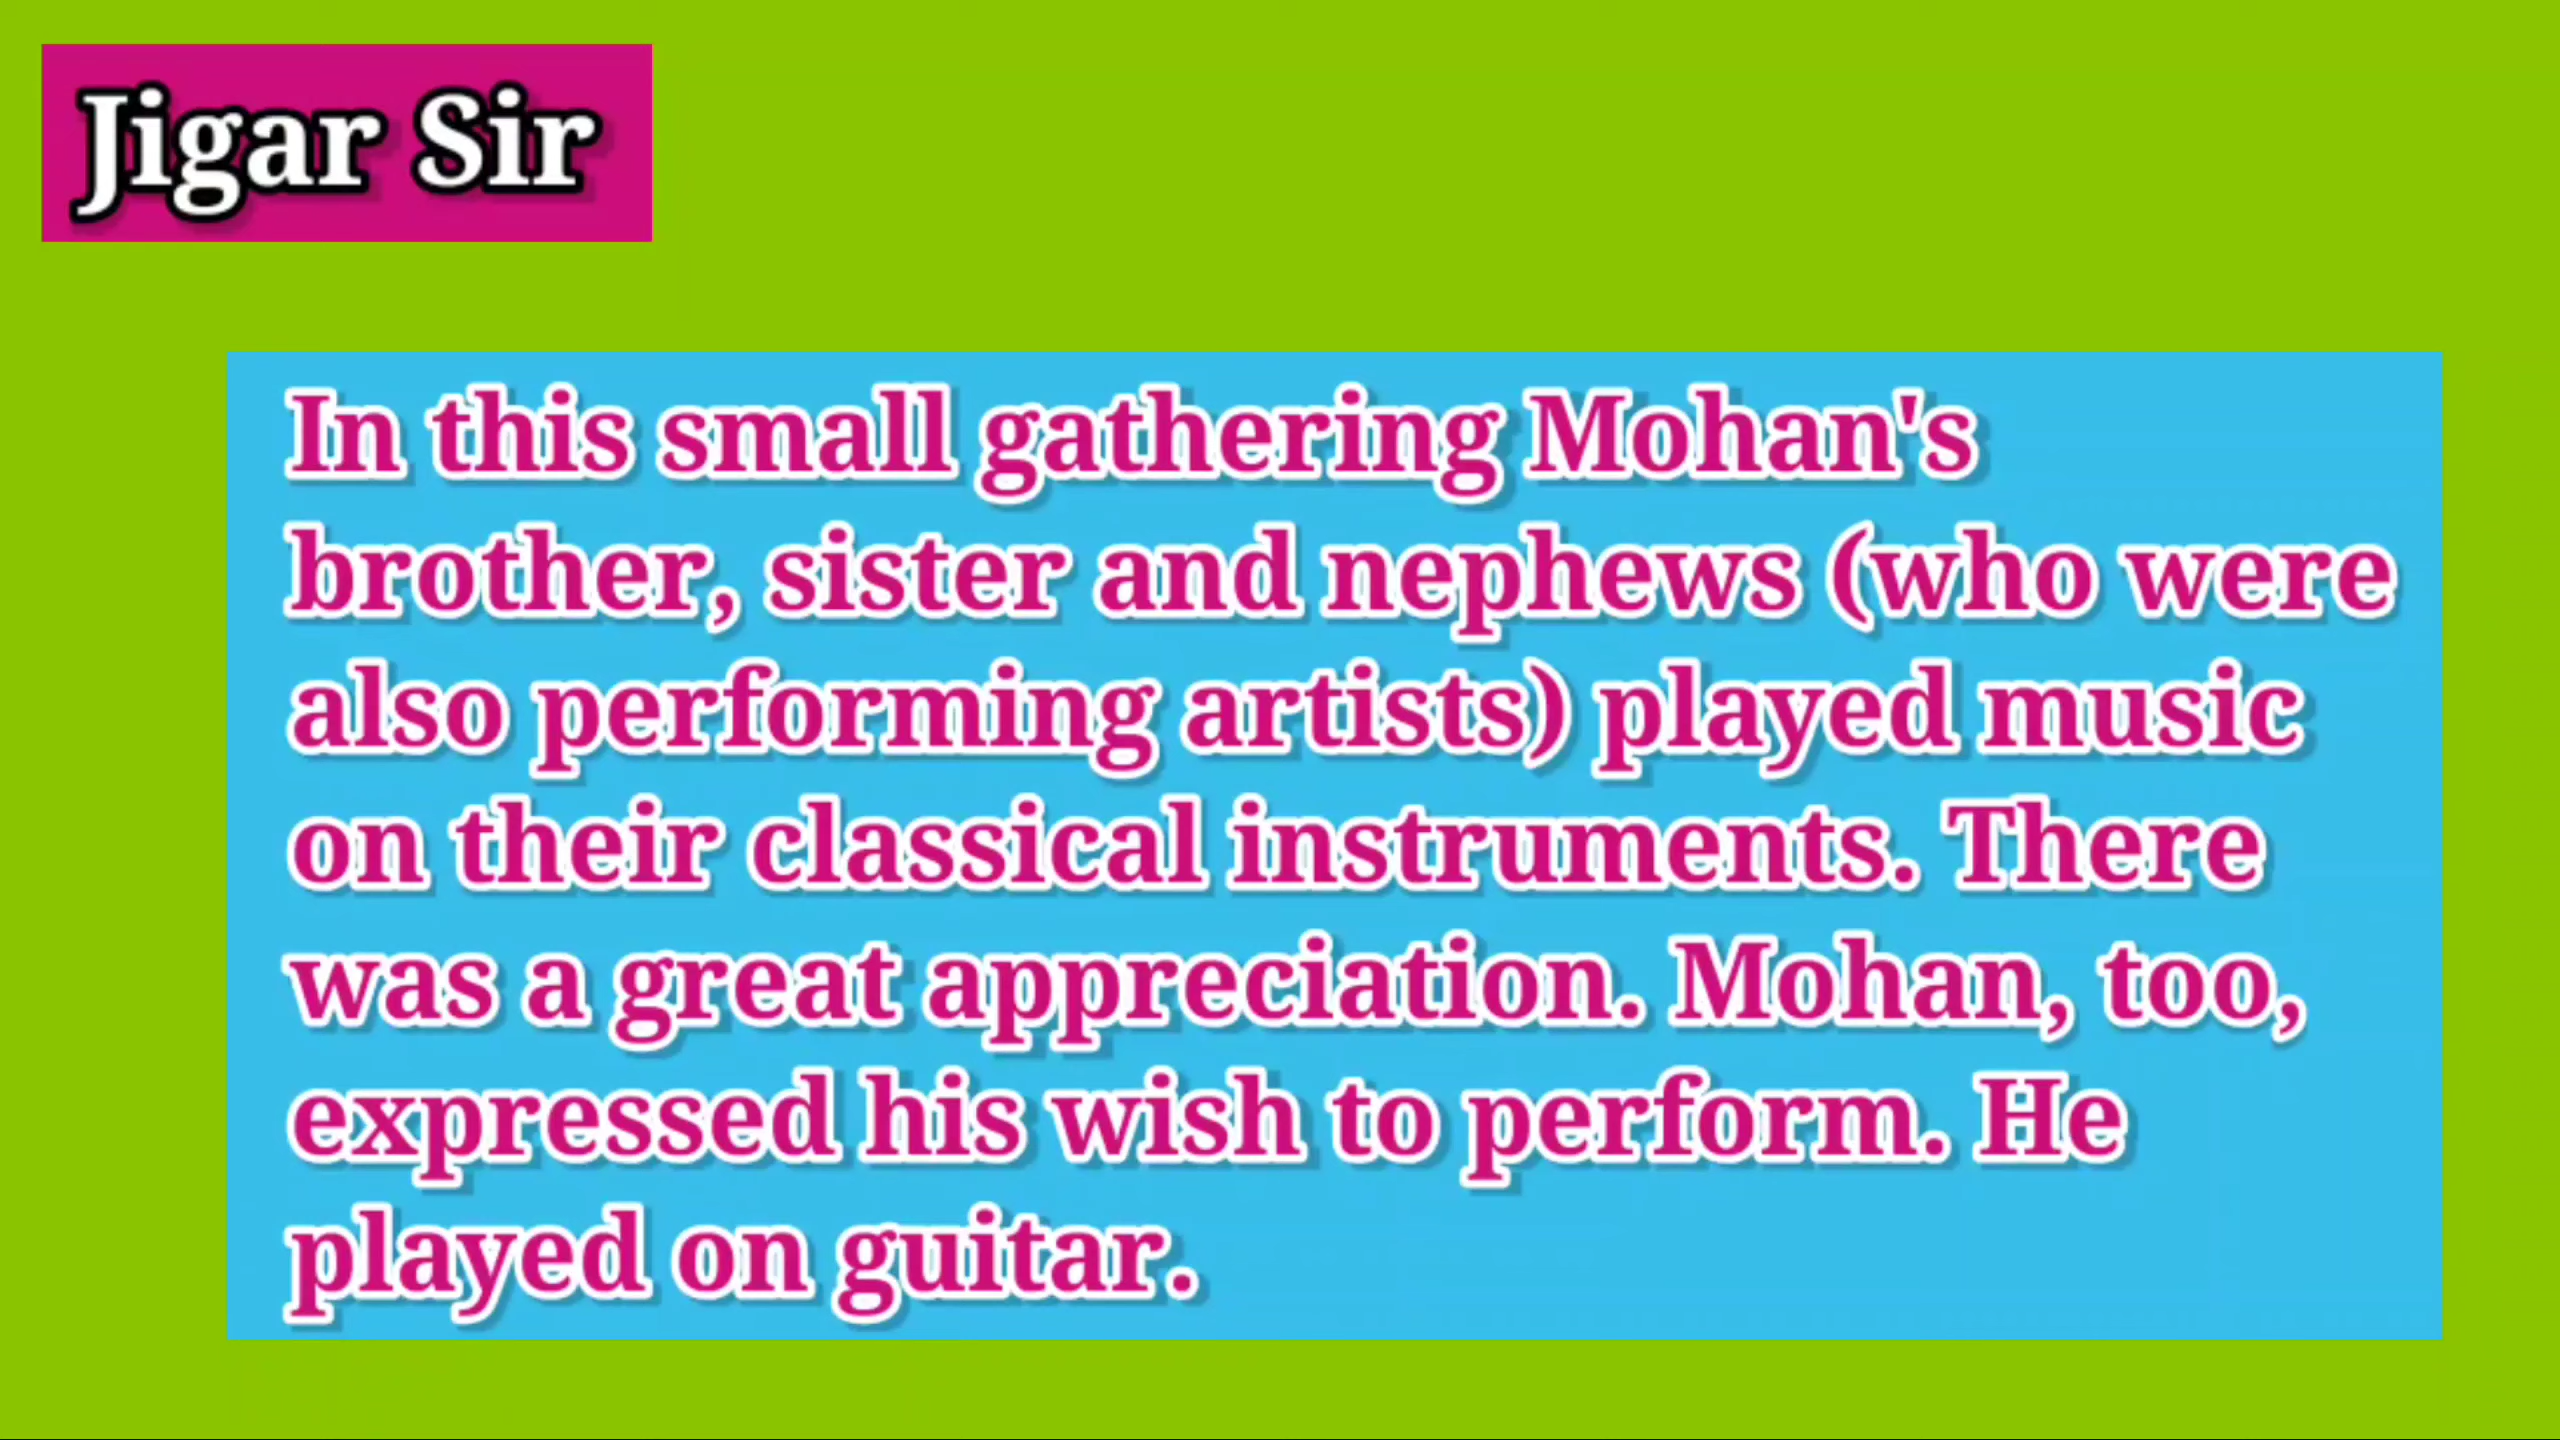 Jigar Sir
In this small gathering Mohan's
brother, sister and nephews (who were
also performing artists) played music
on their classical instruments. There
was a great appreciation. Mohan, too,
expressed his wish to perform. He
played on guitar.